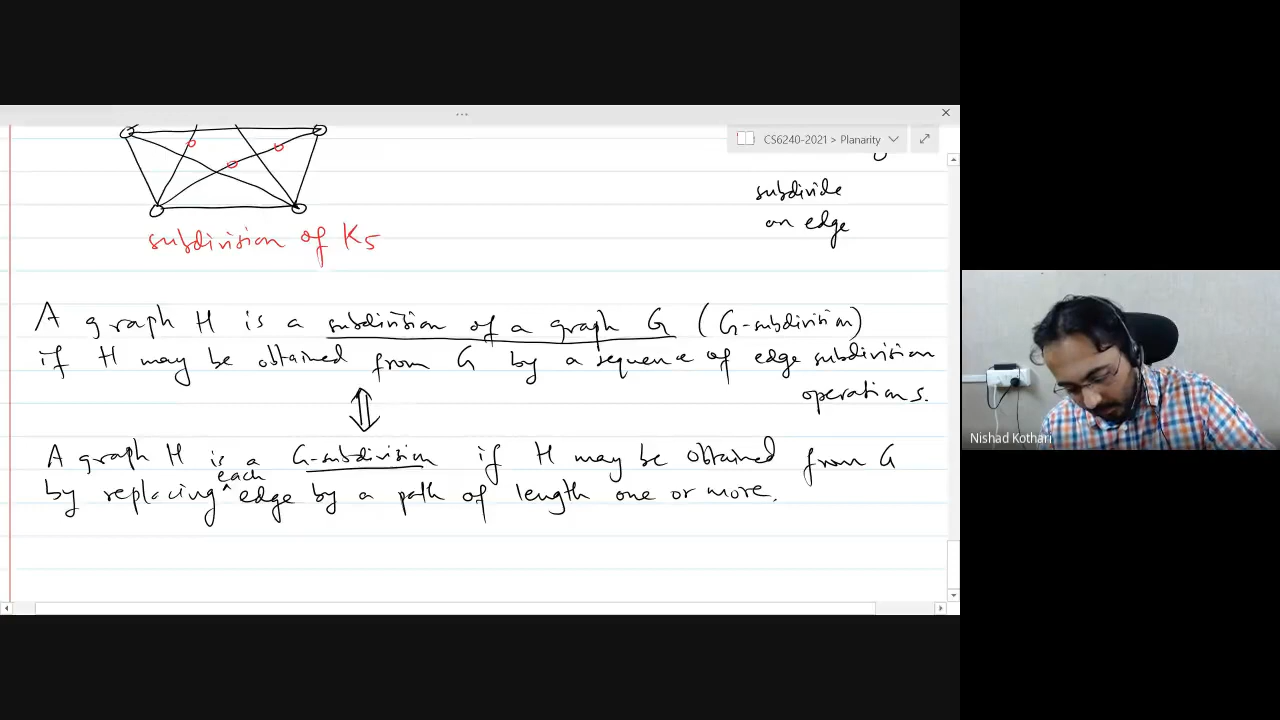 CS6240-2021 > Planarity
subdivide
an edge
subdivision of K5
A graph H is a subdivision of a graph G (G-subdivision)
if H may be obtained from G by a sequence of edge subdivision
operations.
A graph H is a G-subdivision if H may be obtained from G
by replacing each edge by a path of length one or more.
Nishad Kothari